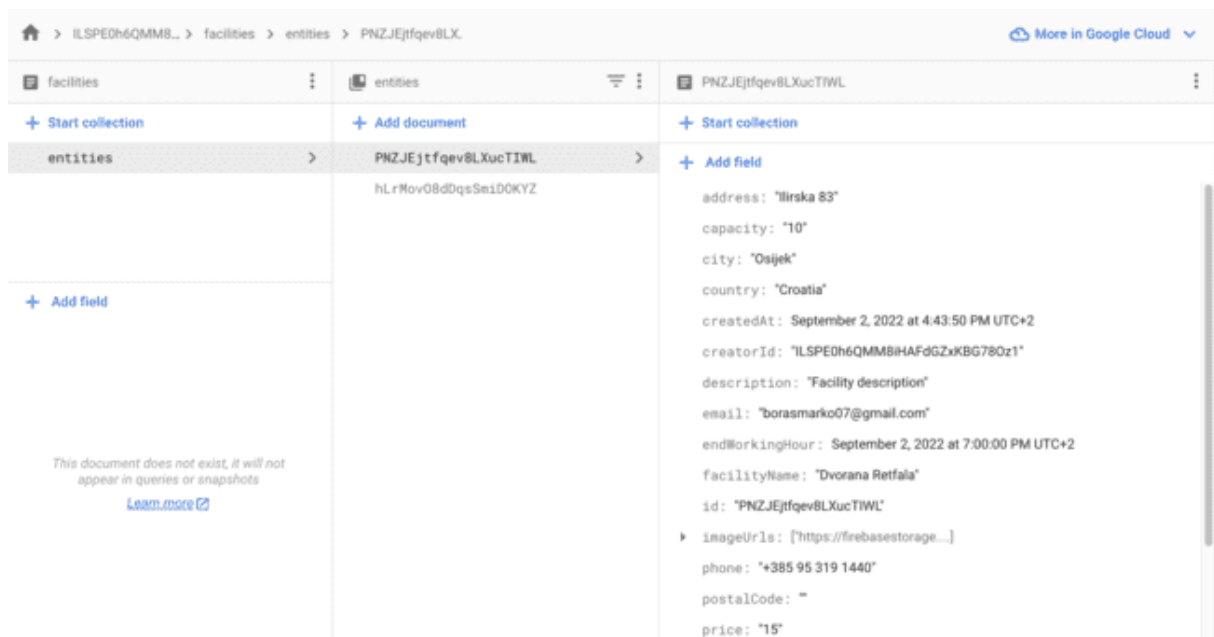 ILSPE0h6QMM8… > facilities > entities > PNZJEjtfqev8LX.
More in Google Cloud
facilities
entities
PNZJEjtfqev8LXucTIWL
+ Start collection
+ Add document
+ Start collection
entities
PNZJEjtfqev8LXucTIWL
hLrMovO8dDqsSmiDOKYZ
+ Add field
address: "Ilirska 83"
capacity: "10"
city: "Osijek"
country: "Croatia"
createdAt: September 2, 2022 at 4:43:50 PM UTC+2
creatorId: "ILSPE0h6QMM8iHAFdGZxKBG78Oz1"
description: "Facility description"
email: "borasmarko07@gmail.com"
endWorkingHour: September 2, 2022 at 7:00:00 PM UTC+2
facilityName: "Dvorana Retfala"
id: "PNZJEjtfqev8LXucTIWL"
imageUrls: ["https://firebasestorage....]
phone: "+385 95 319 1440"
postalCode: ""
price: "15"
+ Add field
This document does not exist, it will not
appear in queries or snapshots
Learn more